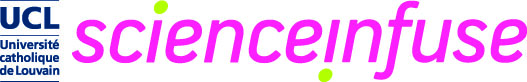 UCL
Université
catholique
de Louvain
scienceinfuse